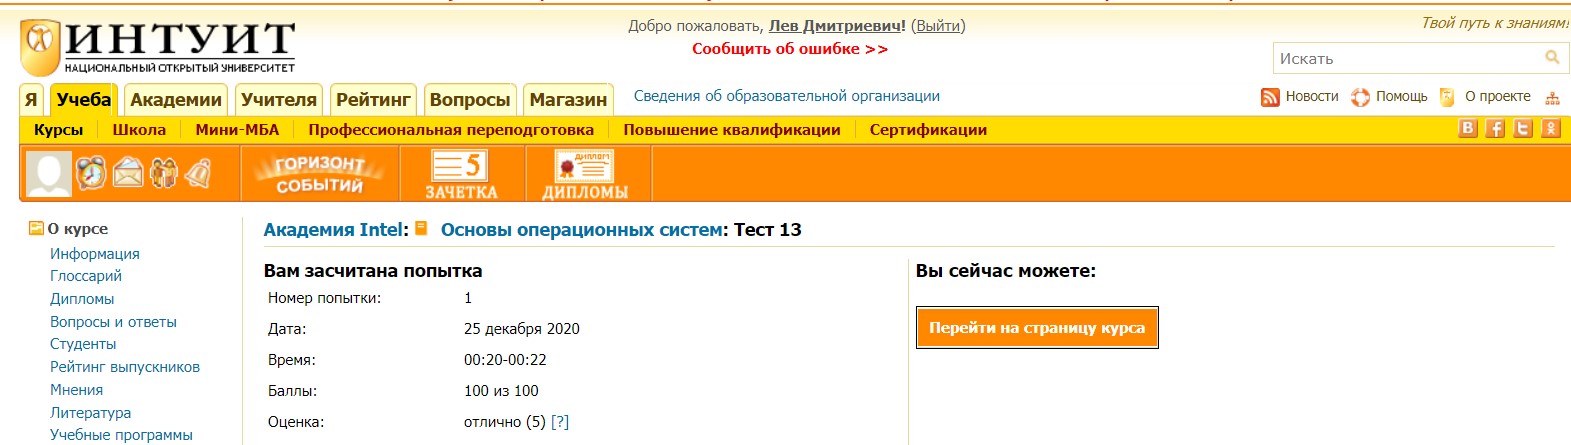 ИНТУИТ
НАЦИОНАЛЬНЫЙ ОТКРЫТЫЙ УНИВЕРСИТЕТ
Добро пожаловать, Лев Дмитриевич! (Выйти)
Сообщить об ошибке >>
Твой путь к знаниям!
Искать
Я Учеба Академии Учителя Рейтинг Вопросы Магазин Сведения об образовательной организации Новости Помощь О проекте
Курсы Школа Мини-МБА Профессиональная переподготовка Повышение квалификации Сертификации
ГОРИЗОНТ
СОБЫТИЙ
5
ЗАЧЕТКА
ДИПЛОМ
ДИПЛОМЫ
О курсе
Информация
Глоссарий
Дипломы
Вопросы и ответы
Студенты
Рейтинг выпускников
Мнения
Литература
Учебные программы
Академия Intel: Основы операционных систем: Тест 13
Вам засчитана попытка
Номер попытки: 1
Дата: 25 декабря 2020
Время: 00:20-00:22
Баллы: 100 из 100
Оценка: отлично (5) [?]
Вы сейчас можете:
Перейти на страницу курса